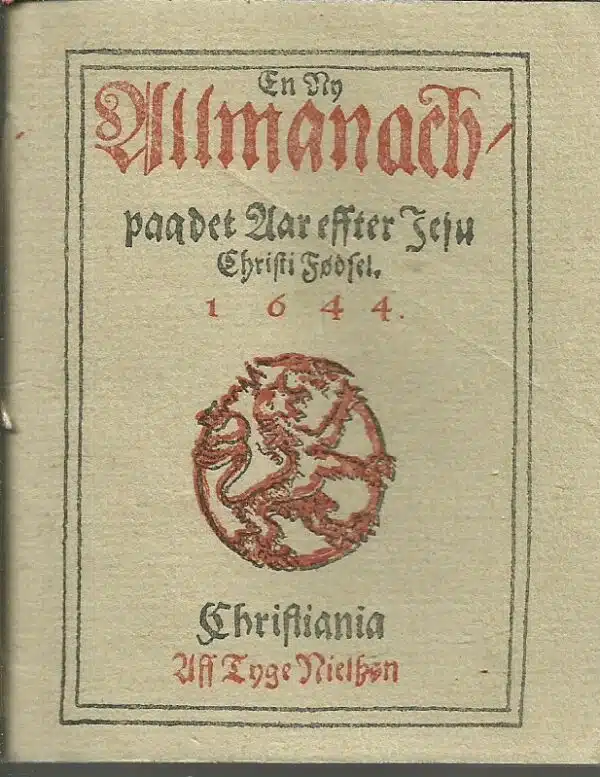 En Ny
Allmanach/
paa det Aar effter Jesu
Christi Fødsel.
1 6 4 4.
Christiania
Aff Tyge Nielßøn